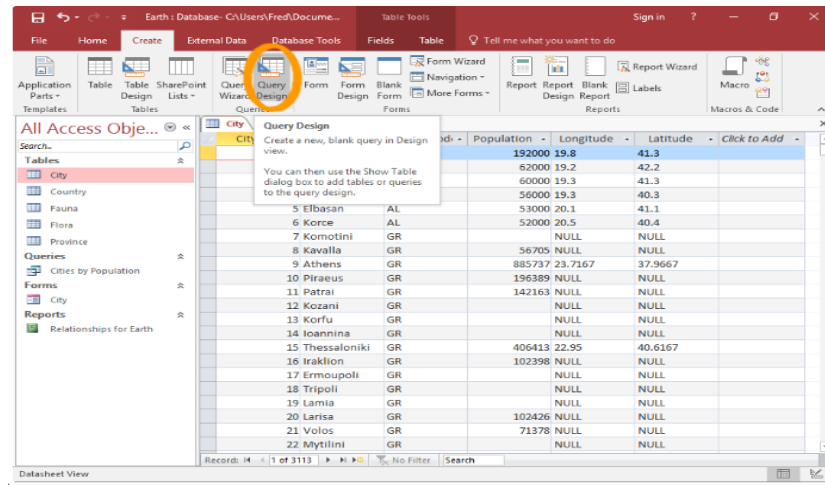 Earth : Database- C:\Users\Fred\Docume...
Table Tools
Sign in ?
File Home Create External Data Database Tools Fields Table Tell me what you want to do
Application Parts
Table
Table Design
SharePoint Lists
Query Wizard
Query Design
Form
Form Design
Blank Form
Form Wizard
Navigation
More Forms
Report
Report Design
Blank Report
Report Wizard
Labels
Macro
Templates Tables Queries Forms Reports Macros & Code
All Access Obje... «
Search...
Tables
City
Country
Fauna
Flora
Province
Queries
Cities by Population
Forms
City
Reports
Relationships for Earth
City
Query Design
Create a new, blank query in Design
view.
You can then use the Show Table
dialog box to add tables or queries
to the query design.
Population Longitude Latitude Click to Add
192000 19.8 41.3
62000 19.2 42.2
60000 19.3 41.3
56000 19.3 40.3
5 Elbasan AL 53000 20.1 41.1
6 Korce AL 52000 20.5 40.4
7 Komotini GR NULL NULL
8 Kavalla GR 56705 NULL NULL
9 Athens GR 885737 23.7167 37.9667
10 Piraeus GR 196389 NULL NULL
11 Patrai GR 142163 NULL NULL
12 Kozani GR NULL NULL
13 Korfu GR NULL NULL
14 Ioannina GR NULL NULL
15 Thessaloniki GR 406413 22.95 40.6167
16 Iraklion GR 102398 NULL NULL
17 Ermoupoli GR NULL NULL
18 Tripoli GR NULL NULL
19 Lamia GR NULL NULL
20 Larisa GR 102426 NULL NULL
21 Volos GR 71378 NULL NULL
22 Mytilini GR NULL NULL
Record: 1 of 3113 No Filter Search
Datasheet View